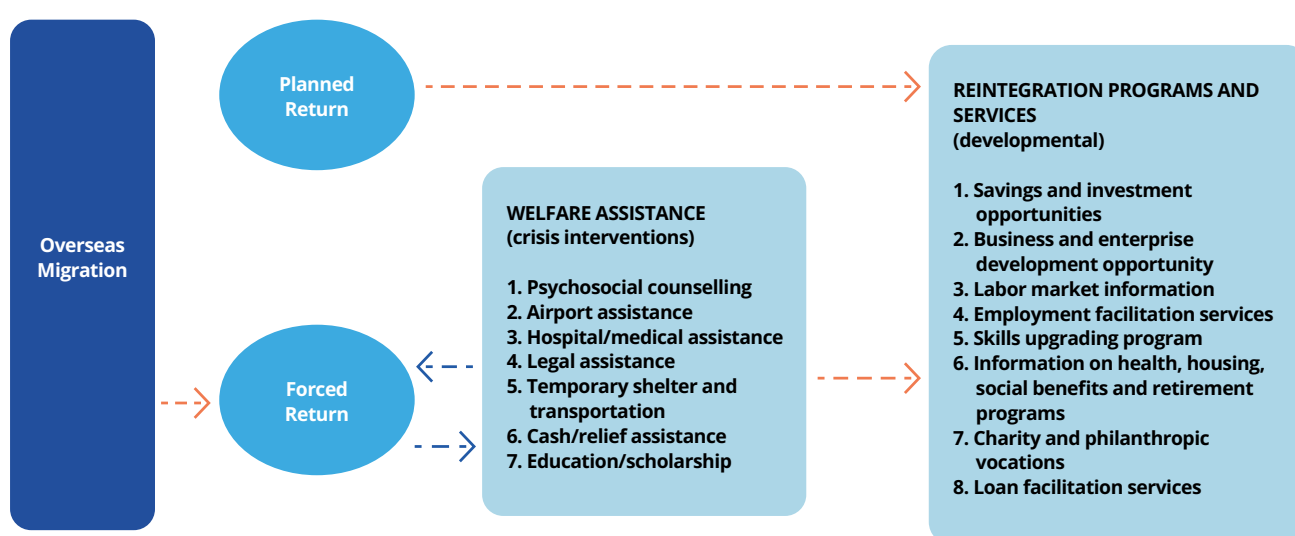 Overseas
Migration
Planned
Return
Forced
Return
WELFARE ASSISTANCE
(crisis interventions)
1. Psychosocial counselling
2. Airport assistance
3. Hospital/medical assistance
4. Legal assistance
5. Temporary shelter and
transportation
6. Cash/relief assistance
7. Education/scholarship
REINTEGRATION PROGRAMS AND
SERVICES
(developmental)
1. Savings and investment
opportunities
2. Business and enterprise
development opportunity
3. Labor market information
4. Employment facilitation services
5. Skills upgrading program
6. Information on health, housing,
social benefits and retirement
programs
7. Charity and philanthropic
vocations
8. Loan facilitation services